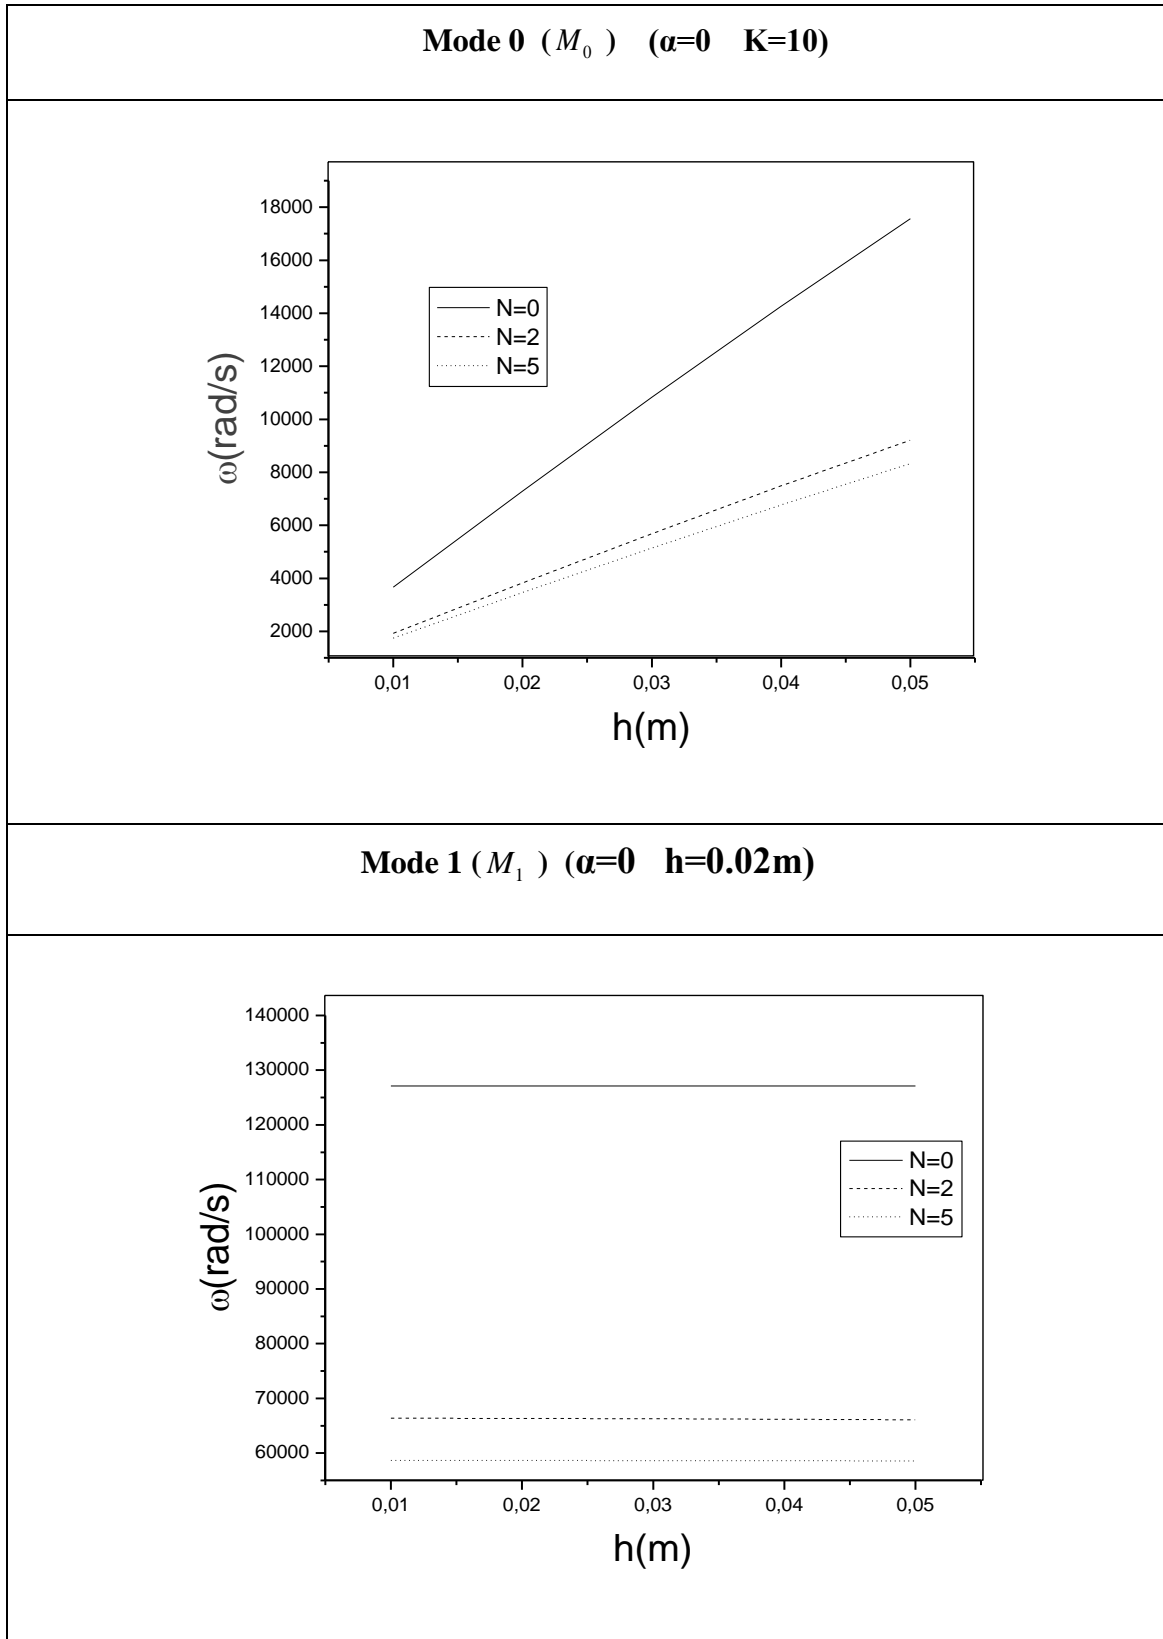 Mode 0 (M₀) (α=0 K=10)
18000
16000
14000
12000
10000
8000
6000
4000
2000
ω(rad/s)
N=0
N=2
N=5
0,01 0,02 0,03 0,04 0,05
h(m)
Mode 1 (M₁) (α=0 h=0.02m)
140000
130000
120000
110000
100000
90000
80000
70000
60000
ω(rad/s)
N=0
N=2
N=5
0,01 0,02 0,03 0,04 0,05
h(m)